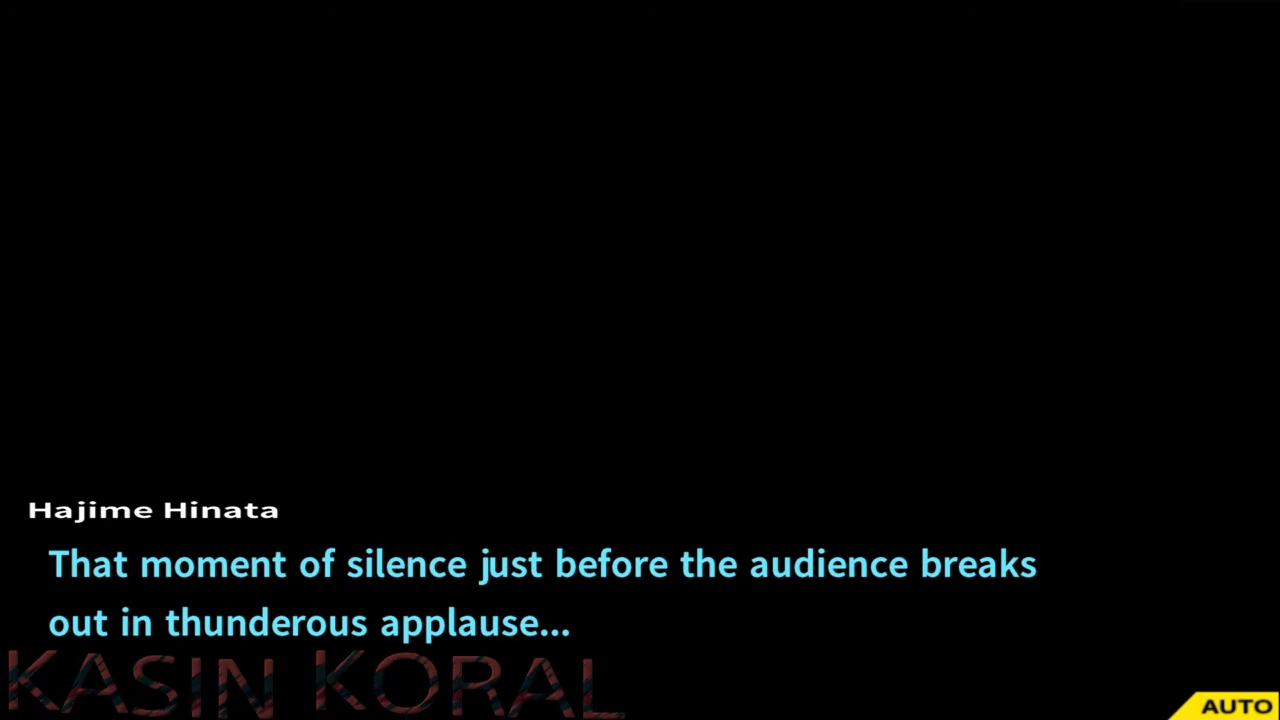 Hajime Hinata
That moment of silence just before the audience breaks
out in thunderous applause...
KASIN KORAL
AUTO